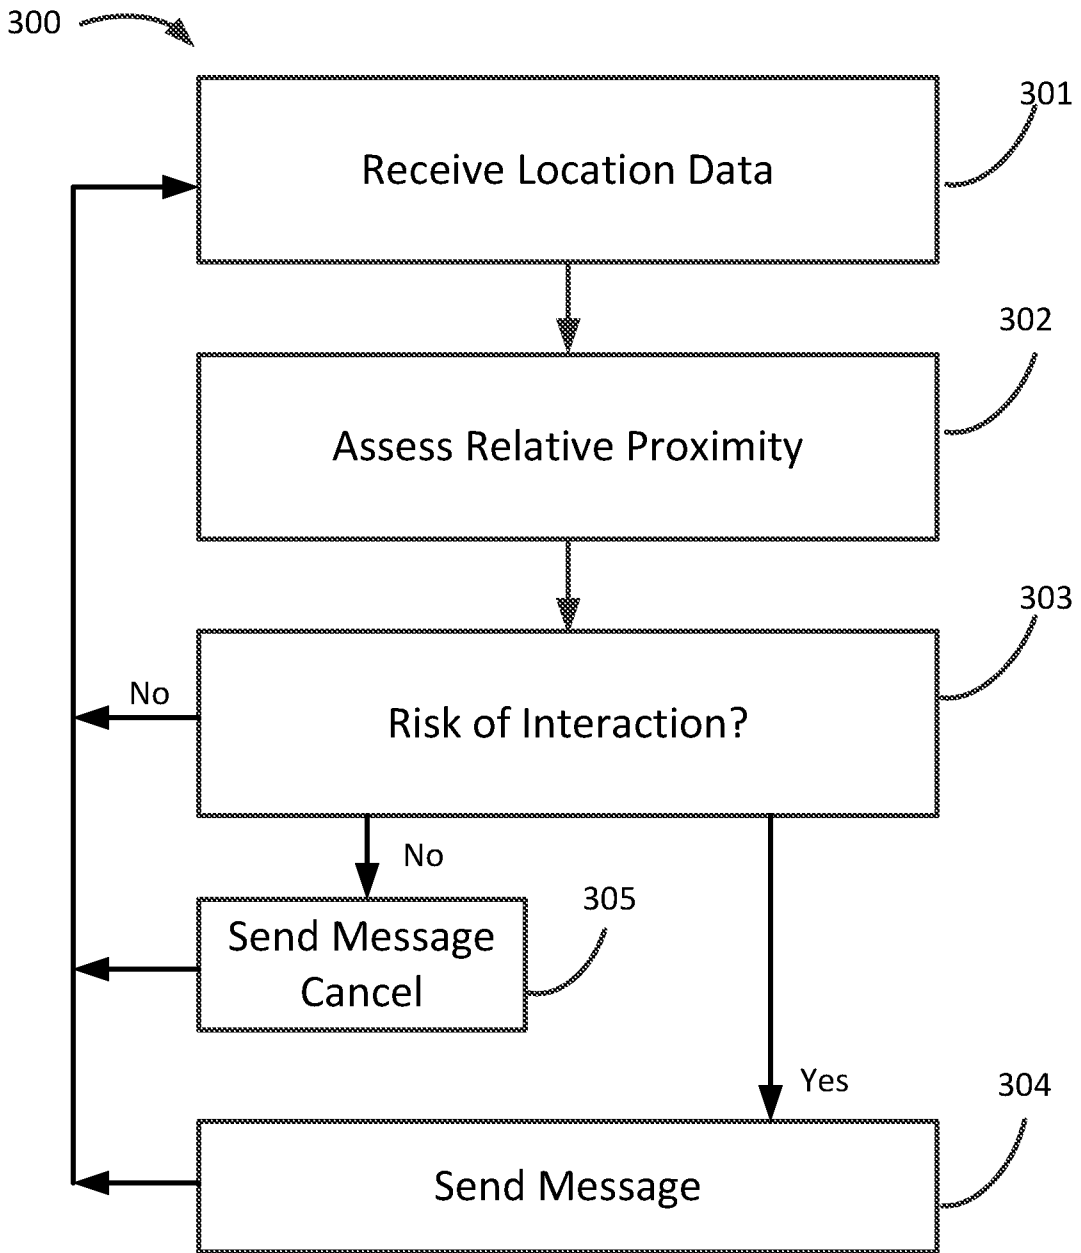 300
301
Receive Location Data
302
Assess Relative Proximity
303
No
Risk of Interaction?
No
305
Send Message
Cancel
Yes
304
Send Message